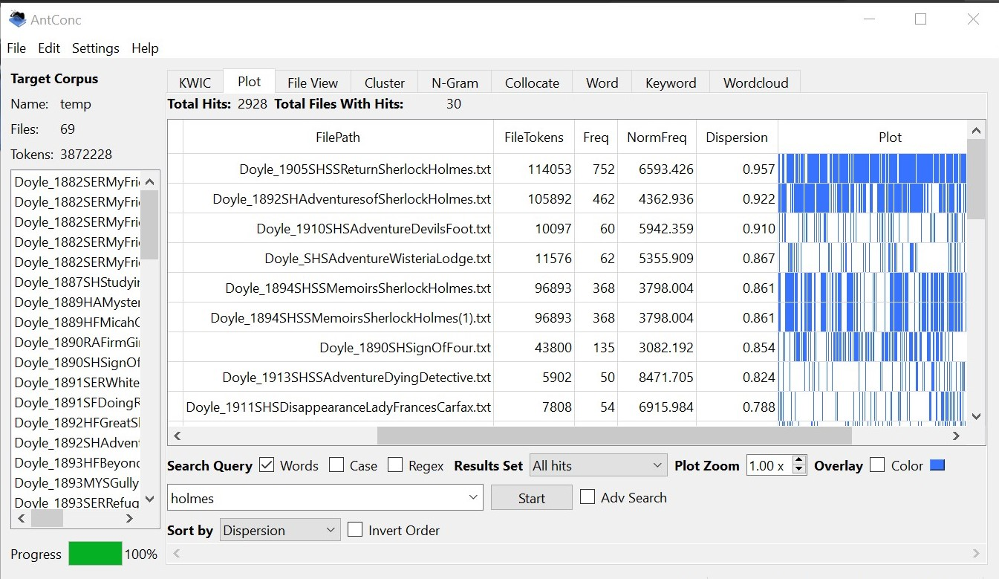 AntConc
File Edit Settings Help
Target Corpus
Name: temp
Files: 69
Tokens: 3872228
Doyle_1882SERMyFri
Doyle_1882SERMyFri
Doyle_1882SERMyFri
Doyle_1882SERMyFri
Doyle_1882SERMyFri
Doyle_1887SHStudyi
Doyle_1889HAMyster
Doyle_1889HFMicahC
Doyle_1890RAFirmGi
Doyle_1890SHSignOf
Doyle_1891SERWhite
Doyle_1891SFDoingR
Doyle_1892HFGreatS
Doyle_1892SHAdven
Doyle_1893HFBeyond
Doyle_1893MYSGully
Doyle_1893SERRefug
Progress 100%
KWIC Plot File View Cluster N-Gram Collocate Word Keyword Wordcloud
Total Hits: 2928 Total Files With Hits: 30
FilePath FileTokens Freq NormFreq Dispersion Plot
Doyle_1905SHSSReturnSherlockHolmes.txt 114053 752 6593.426 0.957
Doyle_1892SHAdventuresofSherlockHolmes.txt 105892 462 4362.936 0.922
Doyle_1910SHSAdventureDevilsFoot.txt 10097 60 5942.359 0.910
Doyle_SHSAdventureWisteriaLodge.txt 11576 62 5355.909 0.867
Doyle_1894SHSSMemoirsSherlockHolmes.txt 96893 368 3798.004 0.861
Doyle_1894SHSSMemoirsSherlockHolmes(1).txt 96893 368 3798.004 0.861
Doyle_1890SHSignOfFour.txt 43800 135 3082.192 0.854
Doyle_1913SHSSAdventureDyingDetective.txt 5902 50 8471.705 0.824
Doyle_1911SHSDisappearanceLadyFrancesCarfax.txt 7808 54 6915.984 0.788
Search Query Words Case Regex Results Set All hits Plot Zoom 1.00 x Overlay Color
holmes Start Adv Search
Sort by Dispersion Invert Order